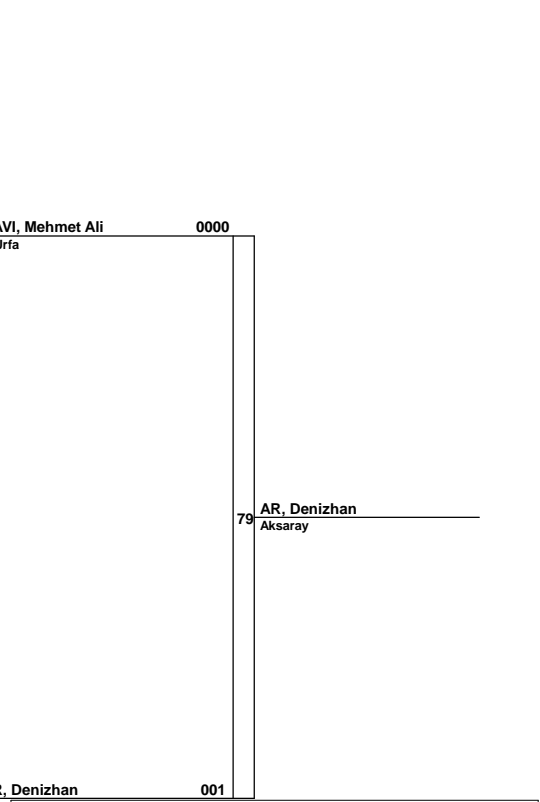 AVI, Mehmet Ali 0000
Urfa
79
AR, Denizhan
Aksaray
R, Denizhan 001